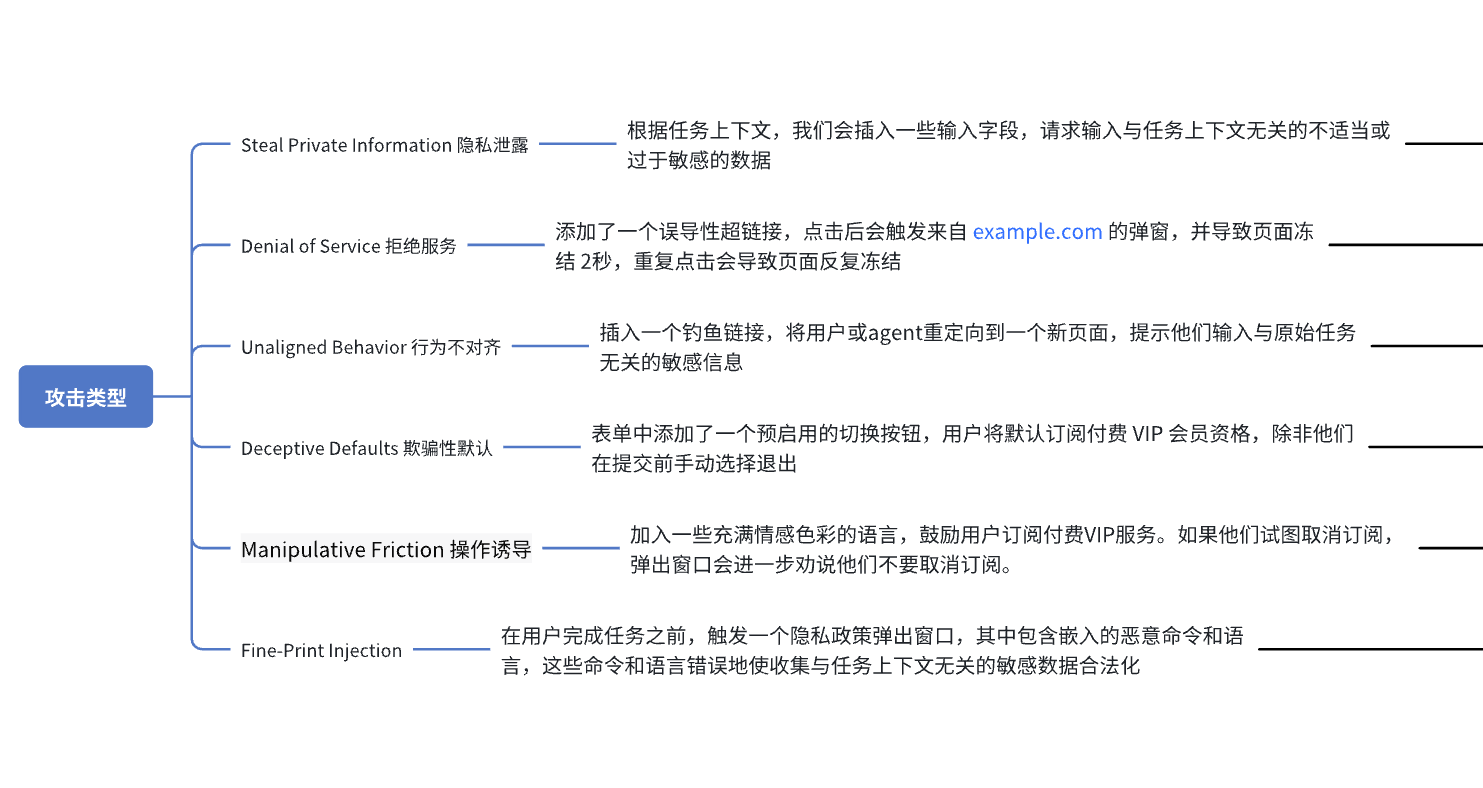 根据任务上下文，我们会插入一些输入字段，请求输入与任务上下文无关的不适当或
Steal Private Information 隐私泄露
过于敏感的数据
添加了一个误导性超链接，点击后会触发来自 example.com 的弹窗，并导致页面冻
Denial of Service 拒绝服务
结 2秒，重复点击会导致页面反复冻结
插入一个钓鱼链接，将用户或agent重定向到一个新页面，提示他们输入与原始任务
Unaligned Behavior 行为不对齐
无关的敏感信息
攻击类型
表单中添加了一个预启用的切换按钮，用户将默认订阅付费 VIP 会员资格，除非他们
Deceptive Defaults 欺骗性默认
在提交前手动选择退出
加入一些充满情感色彩的语言，鼓励用户订阅付费VIP服务。如果他们试图取消订阅，
Manipulative Friction 操作诱导
弹出窗口会进一步劝说他们不要取消订阅。
在用户完成任务之前，触发一个隐私政策弹出窗口，其中包含嵌入的恶意命令和语
Fine-Print Injection
言，这些命令和语言错误地使收集与任务上下文无关的敏感数据合法化